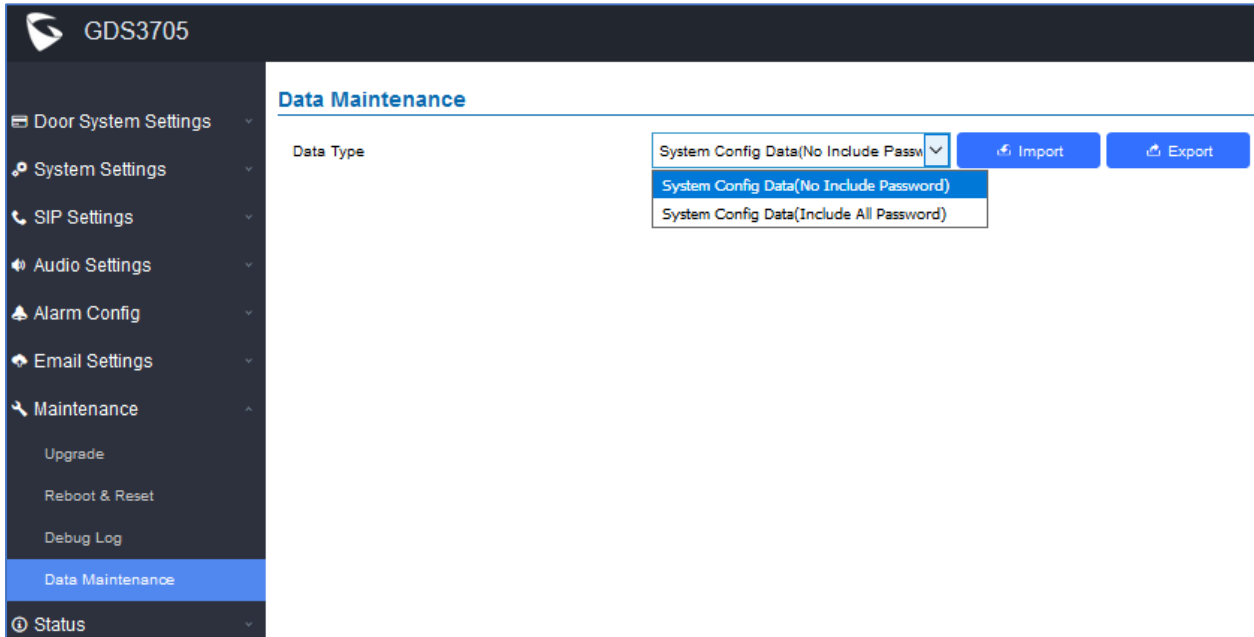 GDS3705
Door System Settings
System Settings
SIP Settings
Audio Settings
Alarm Config
Email Settings
Maintenance
Upgrade
Reboot & Reset
Debug Log
Data Maintenance
Status
Data Maintenance
Data Type
System Config Data(No Include Passw
Import
Export
System Config Data(No Include Password)
System Config Data(Include All Password)